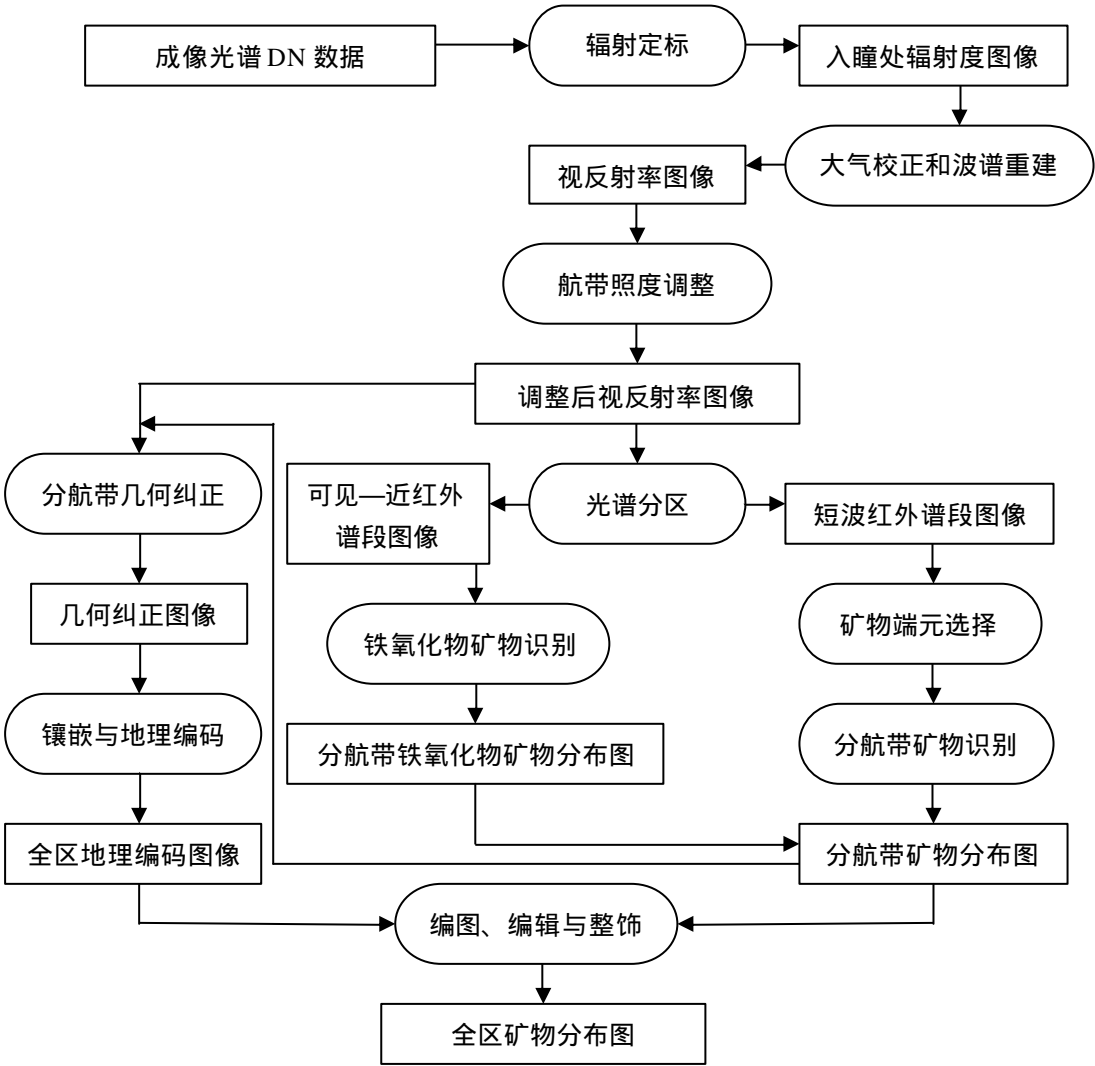 成像光谱DN 数据
辐射定标
入瞳处辐射度图像
大气校正和波谱重建
视反射率图像
航带照度调整
调整后视反射率图像
分航带几何纠正
可见—近红外
谱段图像
光谱分区
短波红外谱段图像
几何纠正图像
铁氧化物矿物识别
矿物端元选择
镶嵌与地理编码
分航带铁氧化物矿物分布图
分航带矿物识别
全区地理编码图像
分航带矿物分布图
编图、编辑与整饰
全区矿物分布图